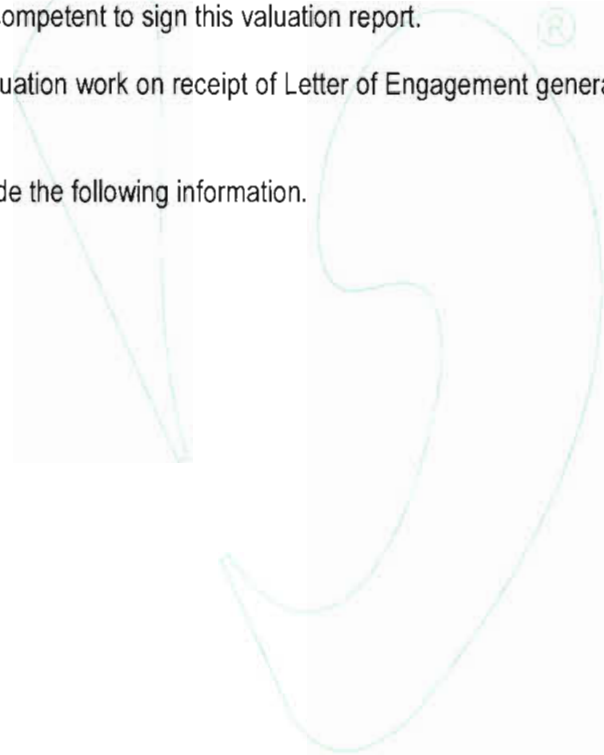 ompetent to sign this valuation report.
®
uation work on receipt of Letter of Engagement genera
de the following information.